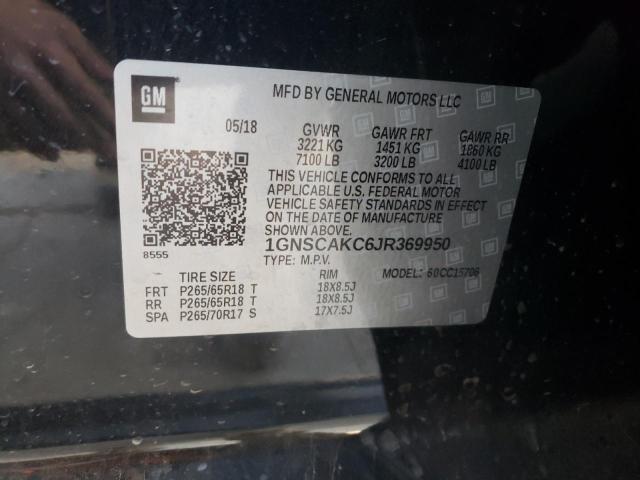 GM
MFD BY GENERAL MOTORS LLC
05/18 GVWR GAWR FRT GAWR RR
3221 KG 1451 KG 1860 KG
7100 LB 3200 LB 4100 LB
THIS VEHICLE CONFORMS TO ALL
APPLICABLE U.S. FEDERAL MOTOR
VEHICLE SAFETY STANDARDS IN EFFECT
ON THE DATE OF MANUFACTURE
SHOWN ABOVE.
8555
1GNSCAKC6JR369950
TYPE: M.P.V. MODEL: 60CC15706
TIRE SIZE RIM
FRT P265/65R18 T 18X8.5J
RR P265/65R18 T 18X8.5J
SPA P265/70R17 S 17X7.5J